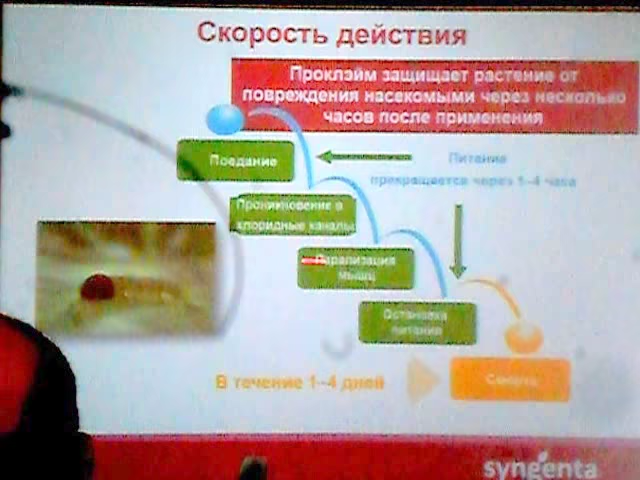 Скорость действия
Проклэйм защищает растение от
повреждения насекомыми через несколько
часов после применения
Поедание
Питание
прекращается через 1-4 часа
Проникновение в
хлоридные каналы
Парализация
мышц
Остановка
питания
В течение 1-4 дней
Смерть
syngenta